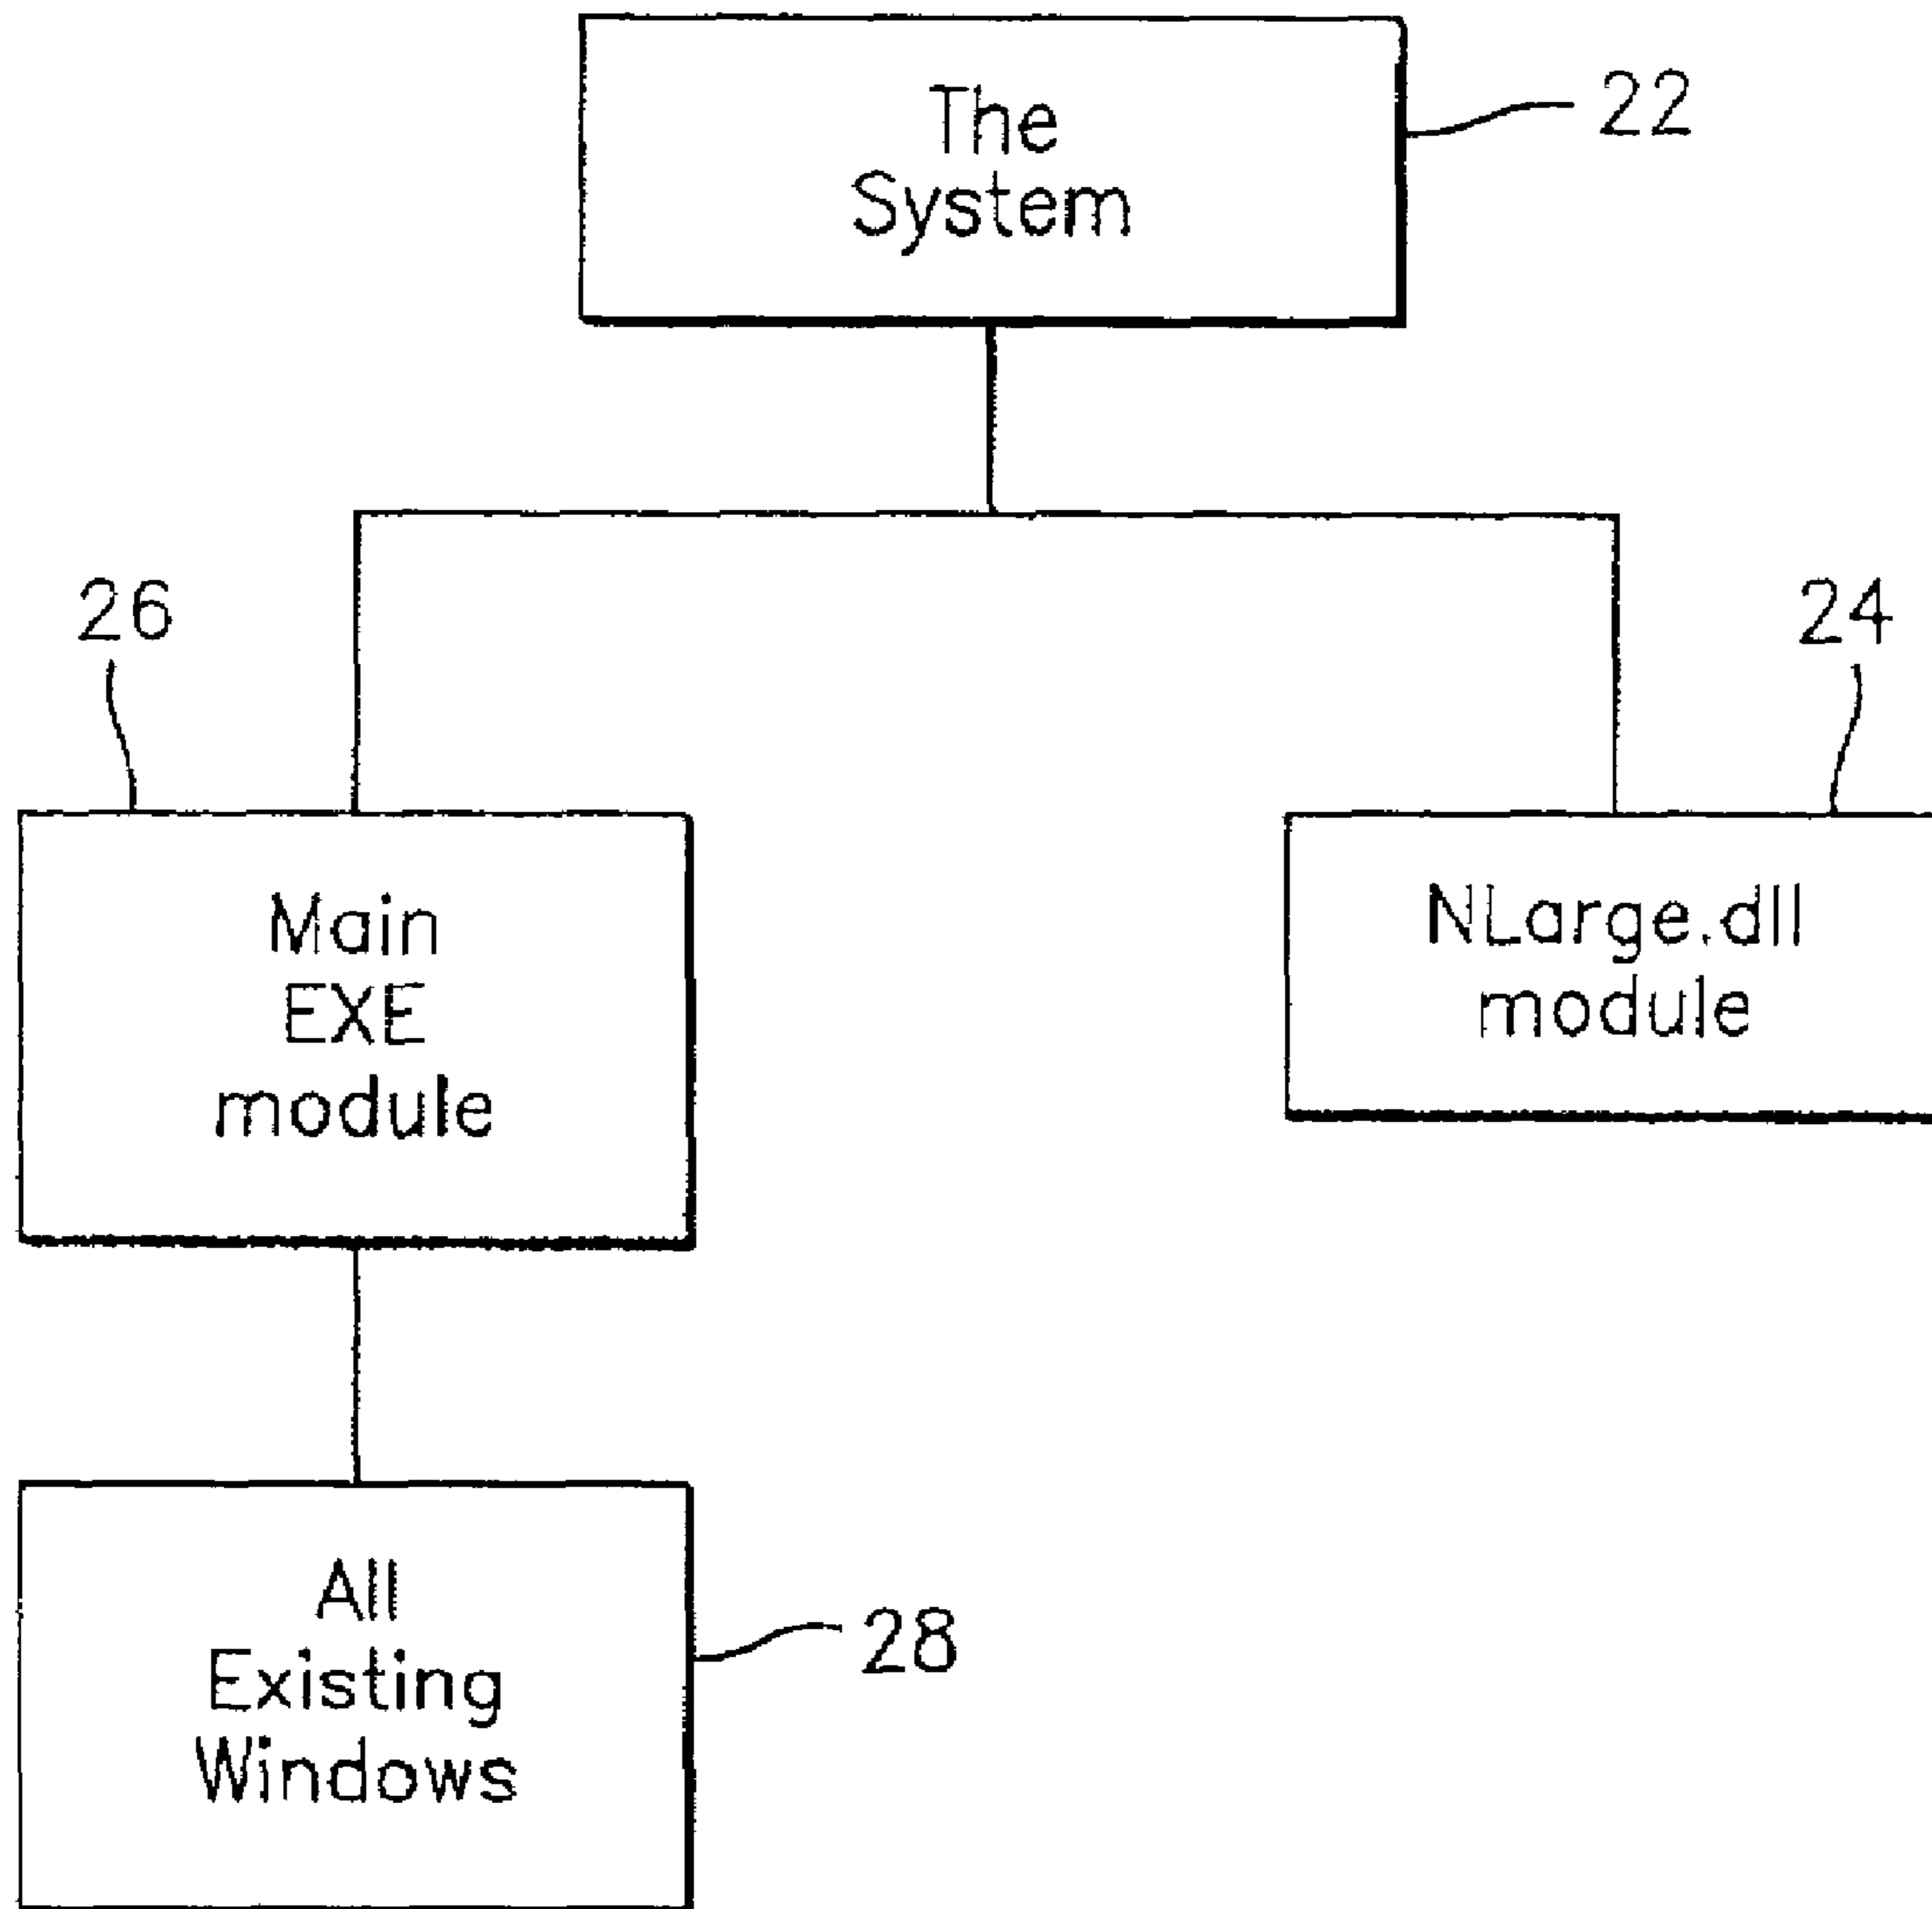 The
System
22
26
24
Main
EXE
module
NLarge.dll
module
All
Existing
Windows
28